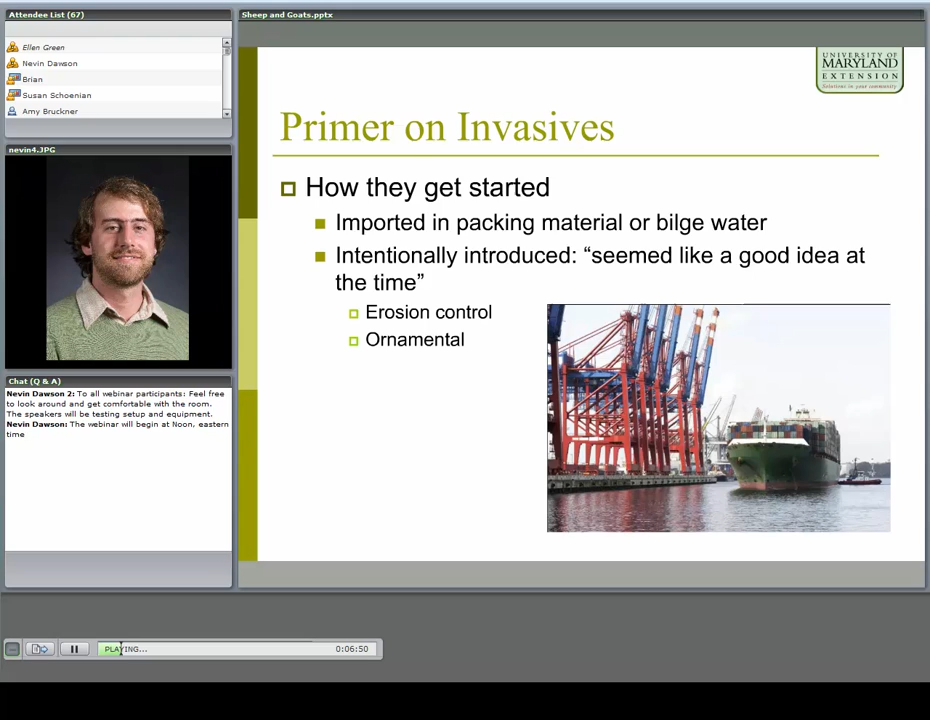 Attendee List (67)
Ellen Green
Nevin Dawson
Brian
Susan Schoenian
Amy Bruckner
nevin4.JPG
Chat (Q & A)
Nevin Dawson 2: To all webinar participants: Feel free
to look around and get comfortable with the room.
The speakers will be testing setup and equipment.
Nevin Dawson: The webinar will begin at Noon, eastern
time
Sheep and Goats.pptx
UNIVERSITY OF
MARYLAND
EXTENSION
Solutions in your community
Primer on Invasives
How they get started
Imported in packing material or bilge water
Intentionally introduced: “seemed like a good idea at
the time”
Erosion control
Ornamental
PLAYING...
0:06:50